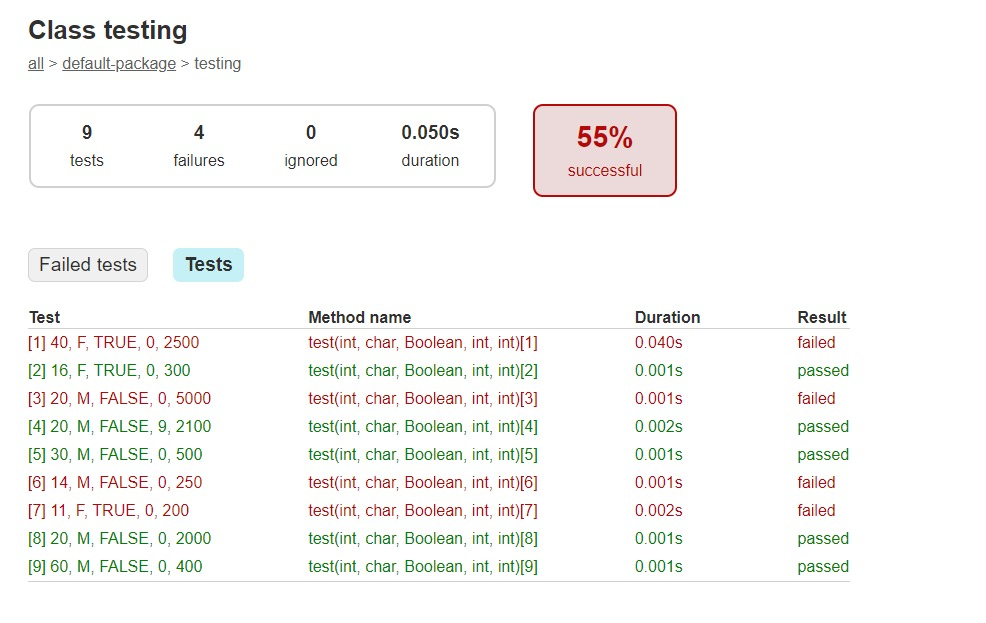 Class testing
all > default-package > testing
9 4 0 0.050s
tests failures ignored duration
55%
successful
Failed tests Tests
Test Method name Duration Result
[1] 40, F, TRUE, 0, 2500 test(int, char, Boolean, int, int)[1] 0.040s failed
[2] 16, F, TRUE, 0, 300 test(int, char, Boolean, int, int)[2] 0.001s passed
[3] 20, M, FALSE, 0, 5000 test(int, char, Boolean, int, int)[3] 0.001s failed
[4] 20, M, FALSE, 9, 2100 test(int, char, Boolean, int, int)[4] 0.002s passed
[5] 30, M, FALSE, 0, 500 test(int, char, Boolean, int, int)[5] 0.001s passed
[6] 14, M, FALSE, 0, 250 test(int, char, Boolean, int, int)[6] 0.001s failed
[7] 11, F, TRUE, 0, 200 test(int, char, Boolean, int, int)[7] 0.002s failed
[8] 20, M, FALSE, 0, 2000 test(int, char, Boolean, int, int)[8] 0.001s passed
[9] 60, M, FALSE, 0, 400 test(int, char, Boolean, int, int)[9] 0.001s passed